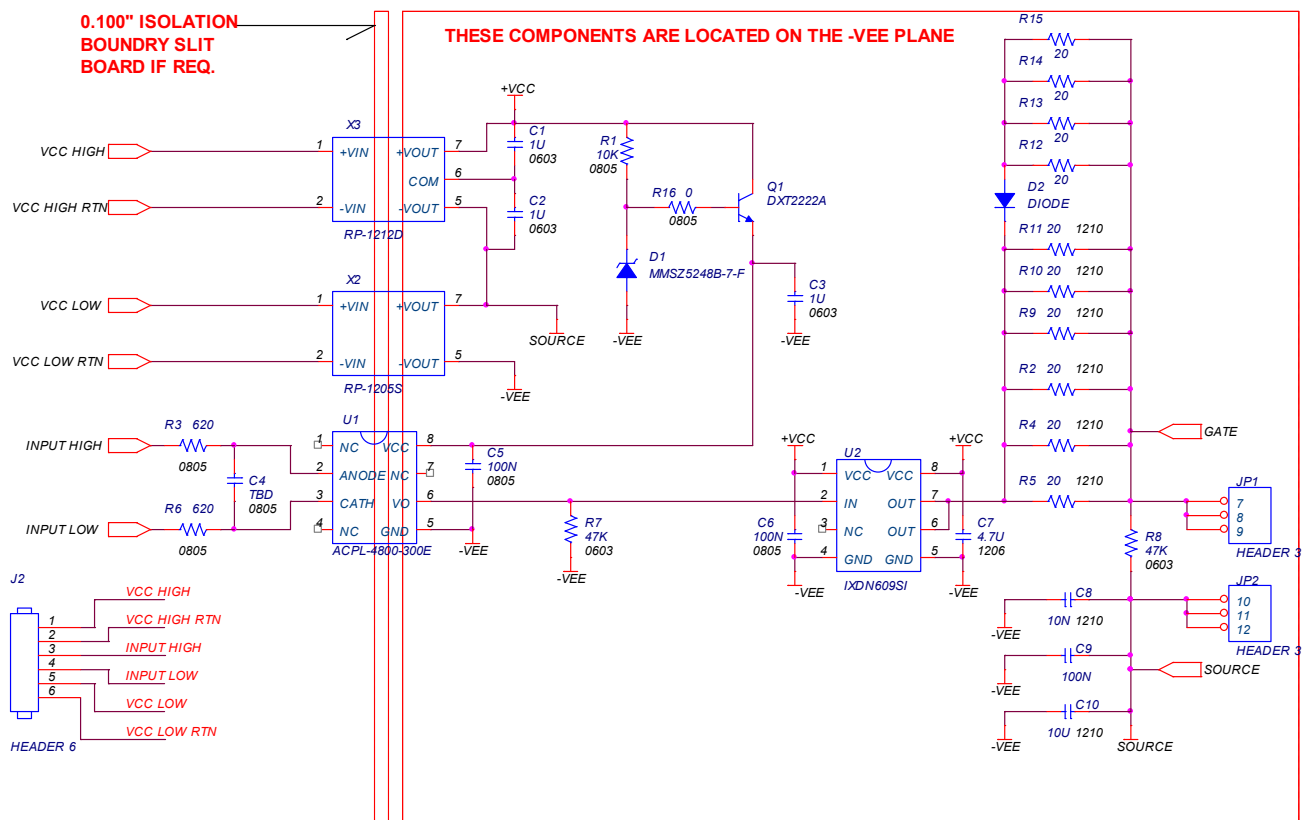 0.100" ISOLATION
BOUNDRY SLIT
BOARD IF REQ.
THESE COMPONENTS ARE LOCATED ON THE -VEE PLANE
VCC HIGH
VCC HIGH RTN
X3
1 +VIN +VOUT 7
COM 6
2 -VIN -VOUT 5
RP-1212D
+VCC
C1
1U
0603
C2
1U
0603
R1
10K
0805
R16 0
0805
Q1
DXT2222A
D1
MMSZ5248B-7-F
-VEE
C3
1U
0603
-VEE
VCC LOW
VCC LOW RTN
X2
1 +VIN +VOUT 7
2 -VIN -VOUT 5
RP-1205S
SOURCE
-VEE
INPUT HIGH
INPUT LOW
R3 620
0805
C4
TBD
0805
R6 620
0805
U1
1 NC VCC 8
2 ANODE NC 7
3 CATH VO 6
4 NC GND 5
ACPL-4800-300E
C5
100N
0805
-VEE
R7
47K
0603
-VEE
+VCC
+VCC
U2
1 VCC VCC 8
2 IN OUT 7
3 NC OUT 6
4 GND GND 5
IXDN609SI
C6
100N
0805
-VEE
C7
4.7U
1206
-VEE
R15
20
R14
20
R13
20
R12
20
D2
DIODE
R11 20 1210
R10 20 1210
R9 20 1210
R2 20 1210
R4 20 1210
R5 20 1210
GATE
JP1
7
8
9
HEADER 3
R8
47K
0603
JP2
10
11
12
HEADER 3
C8
10N 1210
-VEE
C9
100N
-VEE
SOURCE
C10
10U 1210
-VEE
SOURCE
J2
1 VCC HIGH
2 VCC HIGH RTN
3 INPUT HIGH
4 INPUT LOW
5 VCC LOW
6 VCC LOW RTN
HEADER 6